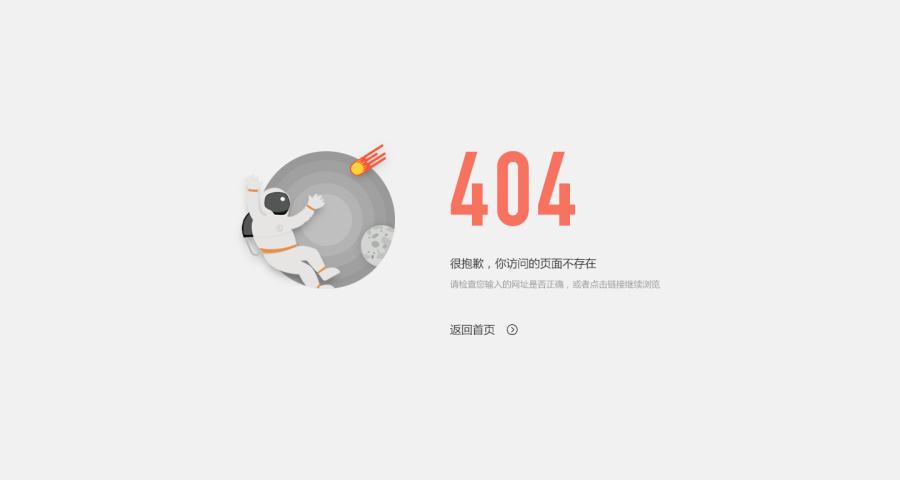 404
很抱歉，你访问的页面不存在
请检查您输入的网址是否正确，或者点击链接继续浏览
返回首页